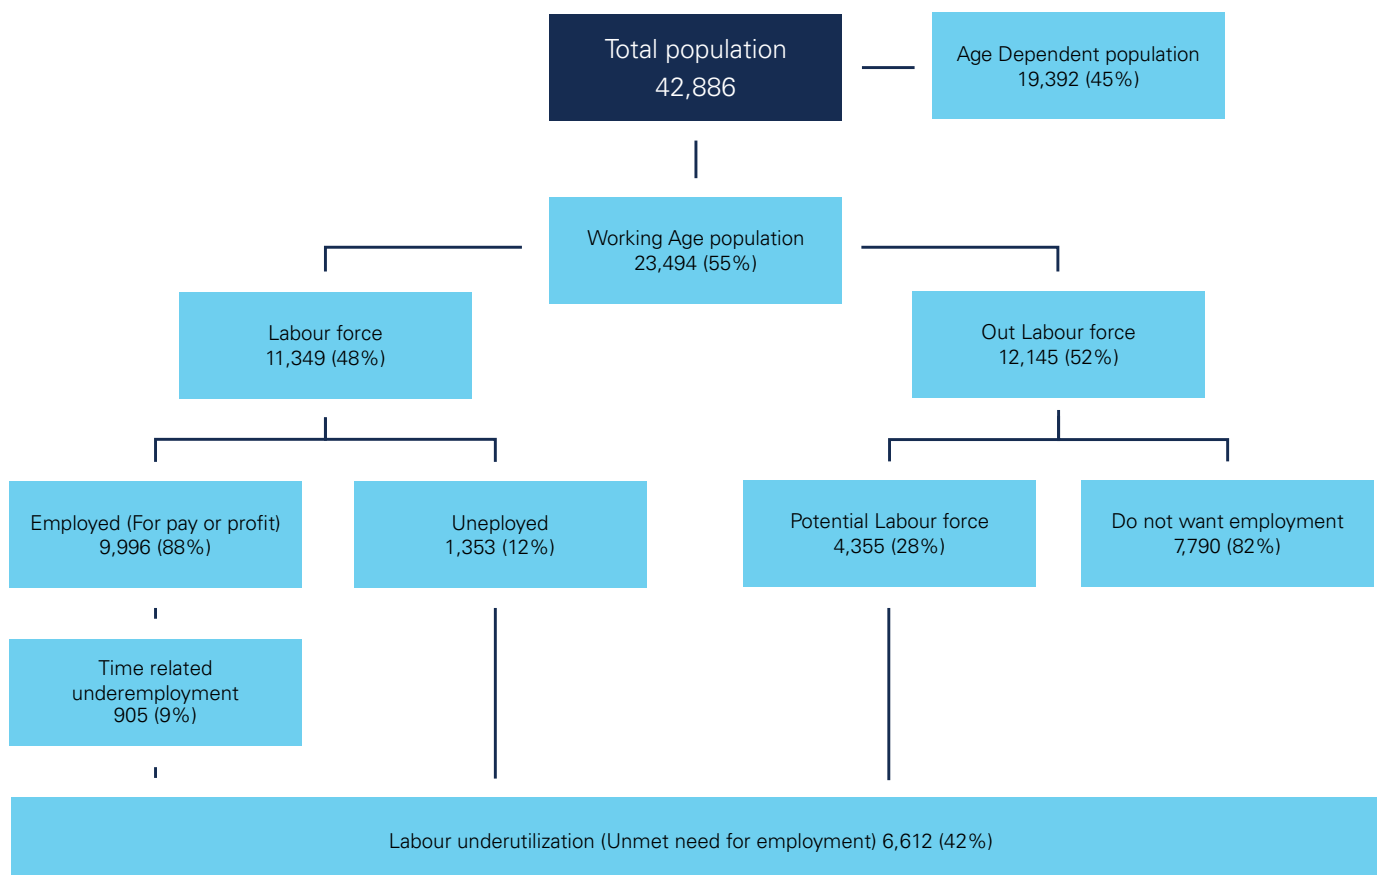 Total population
42,886
Age Dependent population
19,392 (45%)
Working Age population
23,494 (55%)
Labour force
11,349 (48%)
Out Labour force
12,145 (52%)
Employed (For pay or profit)
9,996 (88%)
Uneployed
1,353 (12%)
Potential Labour force
4,355 (28%)
Do not want employment
7,790 (82%)
Time related
underemployment
905 (9%)
Labour underutilization (Unmet need for employment) 6,612 (42%)